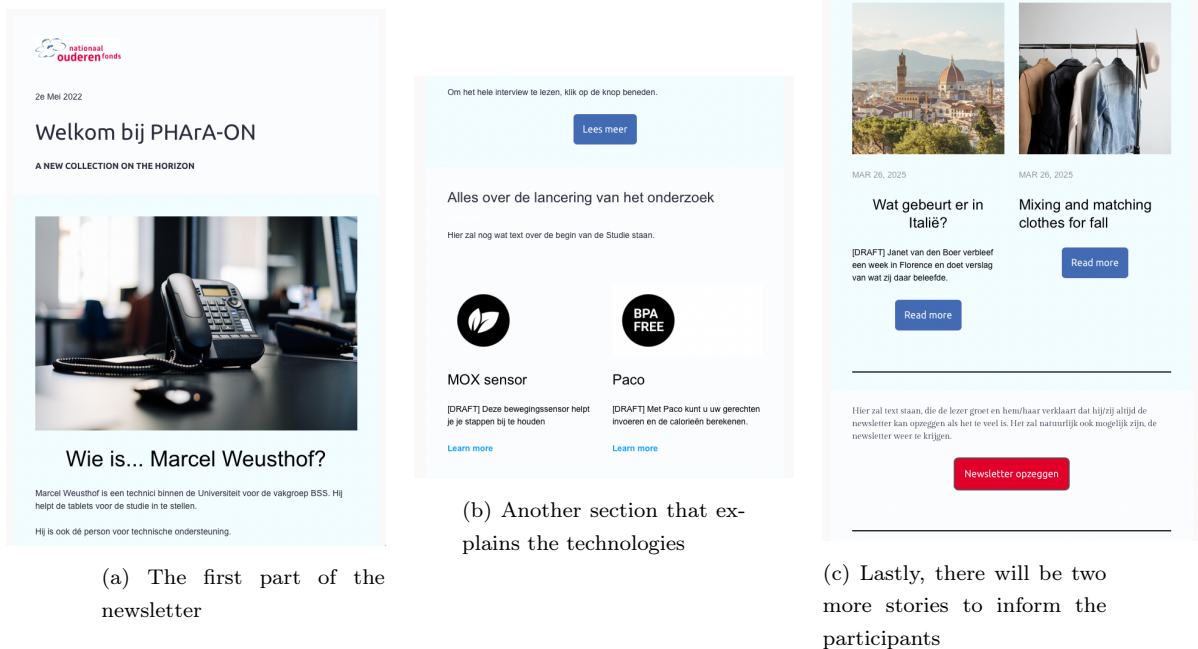 nationaal
ouderen fonds
2e Mei 2022
Welkom bij PHArA-ON
A NEW COLLECTION ON THE HORIZON
Wie is... Marcel Weusthof?
Marcel Weusthof is een technici binnen de Universiteit voor de vakgroep BSS. Hij
helpt de tablets voor de studie in te stellen.
Hij is ook dé person voor technische ondersteuning.
(a) The first part of the
newsletter
Om het hele interview te lezen, klik op de knop beneden.
Lees meer
Alles over de lancering van het onderzoek
Hier zal nog wat text over de begin van de Studie staan.
MOX sensor
[DRAFT] Deze bewegingssensor helpt
je je stappen bij te houden
Learn more
BPA
FREE
Paco
[DRAFT] Met Paco kunt u uw gerechten
invoeren en de calorieën berekenen.
Learn more
(b) Another section that ex-
plains the technologies
MAR 26, 2025
Wat gebeurt er in
Italië?
[DRAFT] Janet van den Boer verbleef
een week in Florence en doet verslag
van wat zij daar beleefde.
Read more
MAR 26, 2025
Mixing and matching
clothes for fall
Read more
Hier zal text staan, die de lezer groet en hem/haar verklaart dat hij/zij altijd de
newsletter kan opzeggen als het te veel is. Het zal natuurlijk ook mogelijk zijn, de
newsletter weer te krijgen.
Newsletter opzeggen
(c) Lastly, there will be two
more stories to inform the
participants